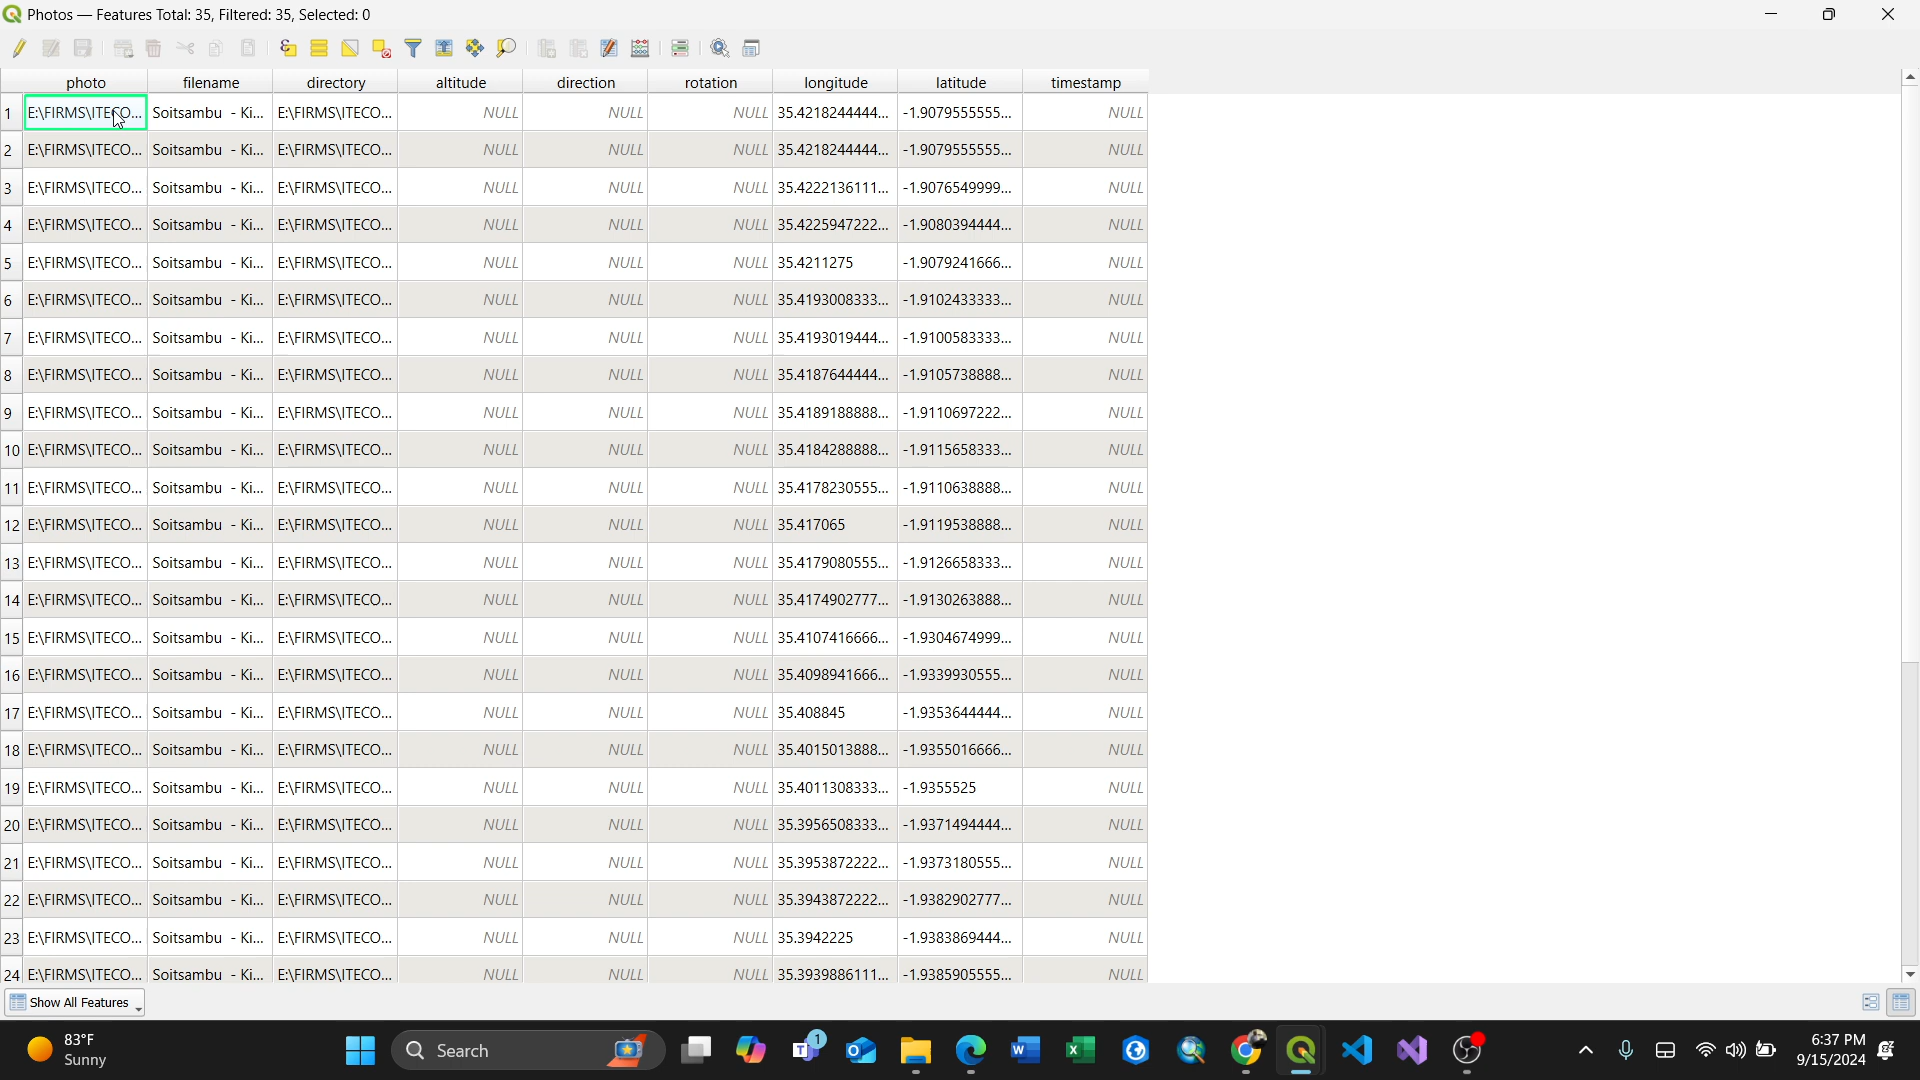 Photos — Features Total: 35, Filtered: 35, Selected: 0
photo filename directory altitude direction rotation longitude latitude timestamp
1 E:\FIRMS\ITECO... Soitsambu - Ki... E:\FIRMS\ITECO... NULL NULL NULL 35.4218244444... -1.9079555555... NULL
2 E:\FIRMS\ITECO... Soitsambu - Ki... E:\FIRMS\ITECO... NULL NULL NULL 35.4218244444... -1.9079555555... NULL
3 E:\FIRMS\ITECO... Soitsambu - Ki... E:\FIRMS\ITECO... NULL NULL NULL 35.4222136111... -1.9076549999... NULL
4 E:\FIRMS\ITECO... Soitsambu - Ki... E:\FIRMS\ITECO... NULL NULL NULL 35.4225947222... -1.9080394444... NULL
5 E:\FIRMS\ITECO... Soitsambu - Ki... E:\FIRMS\ITECO... NULL NULL NULL 35.4211275 -1.9079241666... NULL
6 E:\FIRMS\ITECO... Soitsambu - Ki... E:\FIRMS\ITECO... NULL NULL NULL 35.4193008333... -1.9102433333... NULL
7 E:\FIRMS\ITECO... Soitsambu - Ki... E:\FIRMS\ITECO... NULL NULL NULL 35.4193019444... -1.9100583333... NULL
8 E:\FIRMS\ITECO... Soitsambu - Ki... E:\FIRMS\ITECO... NULL NULL NULL 35.4187644444... -1.9105738888... NULL
9 E:\FIRMS\ITECO... Soitsambu - Ki... E:\FIRMS\ITECO... NULL NULL NULL 35.4189188888... -1.9110697222... NULL
10 E:\FIRMS\ITECO... Soitsambu - Ki... E:\FIRMS\ITECO... NULL NULL NULL 35.4184288888... -1.9115658333... NULL
11 E:\FIRMS\ITECO... Soitsambu - Ki... E:\FIRMS\ITECO... NULL NULL NULL 35.4178230555... -1.9110638888... NULL
12 E:\FIRMS\ITECO... Soitsambu - Ki... E:\FIRMS\ITECO... NULL NULL NULL 35.417065 -1.9119538888... NULL
13 E:\FIRMS\ITECO... Soitsambu - Ki... E:\FIRMS\ITECO... NULL NULL NULL 35.4179080555... -1.9126658333... NULL
14 E:\FIRMS\ITECO... Soitsambu - Ki... E:\FIRMS\ITECO... NULL NULL NULL 35.4174902777... -1.9130263888... NULL
15 E:\FIRMS\ITECO... Soitsambu - Ki... E:\FIRMS\ITECO... NULL NULL NULL 35.4107416666... -1.9304674999... NULL
16 E:\FIRMS\ITECO... Soitsambu - Ki... E:\FIRMS\ITECO... NULL NULL NULL 35.4098941666... -1.9339930555... NULL
17 E:\FIRMS\ITECO... Soitsambu - Ki... E:\FIRMS\ITECO... NULL NULL NULL 35.408845 -1.9353644444... NULL
18 E:\FIRMS\ITECO... Soitsambu - Ki... E:\FIRMS\ITECO... NULL NULL NULL 35.4015013888... -1.9355016666... NULL
19 E:\FIRMS\ITECO... Soitsambu - Ki... E:\FIRMS\ITECO... NULL NULL NULL 35.4011308333... -1.9355525 NULL
20 E:\FIRMS\ITECO... Soitsambu - Ki... E:\FIRMS\ITECO... NULL NULL NULL 35.3956508333... -1.9371494444... NULL
21 E:\FIRMS\ITECO... Soitsambu - Ki... E:\FIRMS\ITECO... NULL NULL NULL 35.3953872222... -1.9373180555... NULL
22 E:\FIRMS\ITECO... Soitsambu - Ki... E:\FIRMS\ITECO... NULL NULL NULL 35.3943872222... -1.9382902777... NULL
23 E:\FIRMS\ITECO... Soitsambu - Ki... E:\FIRMS\ITECO... NULL NULL NULL 35.3942225 -1.9383869444... NULL
24 E:\FIRMS\ITECO... Soitsambu - Ki... E:\FIRMS\ITECO... NULL NULL NULL 35.3939886111... -1.9385905555... NULL
Show All Features
83°F
Sunny
Search
1
6:37 PM
9/15/2024